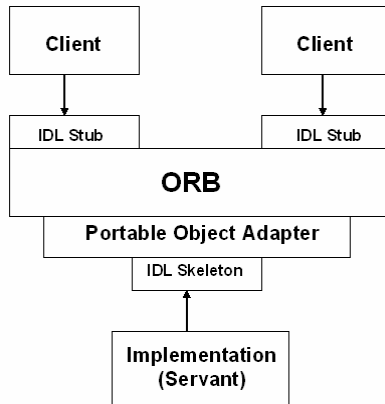 Client
Client
IDL Stub
IDL Stub
ORB
Portable Object Adapter
IDL Skeleton
Implementation
(Servant)